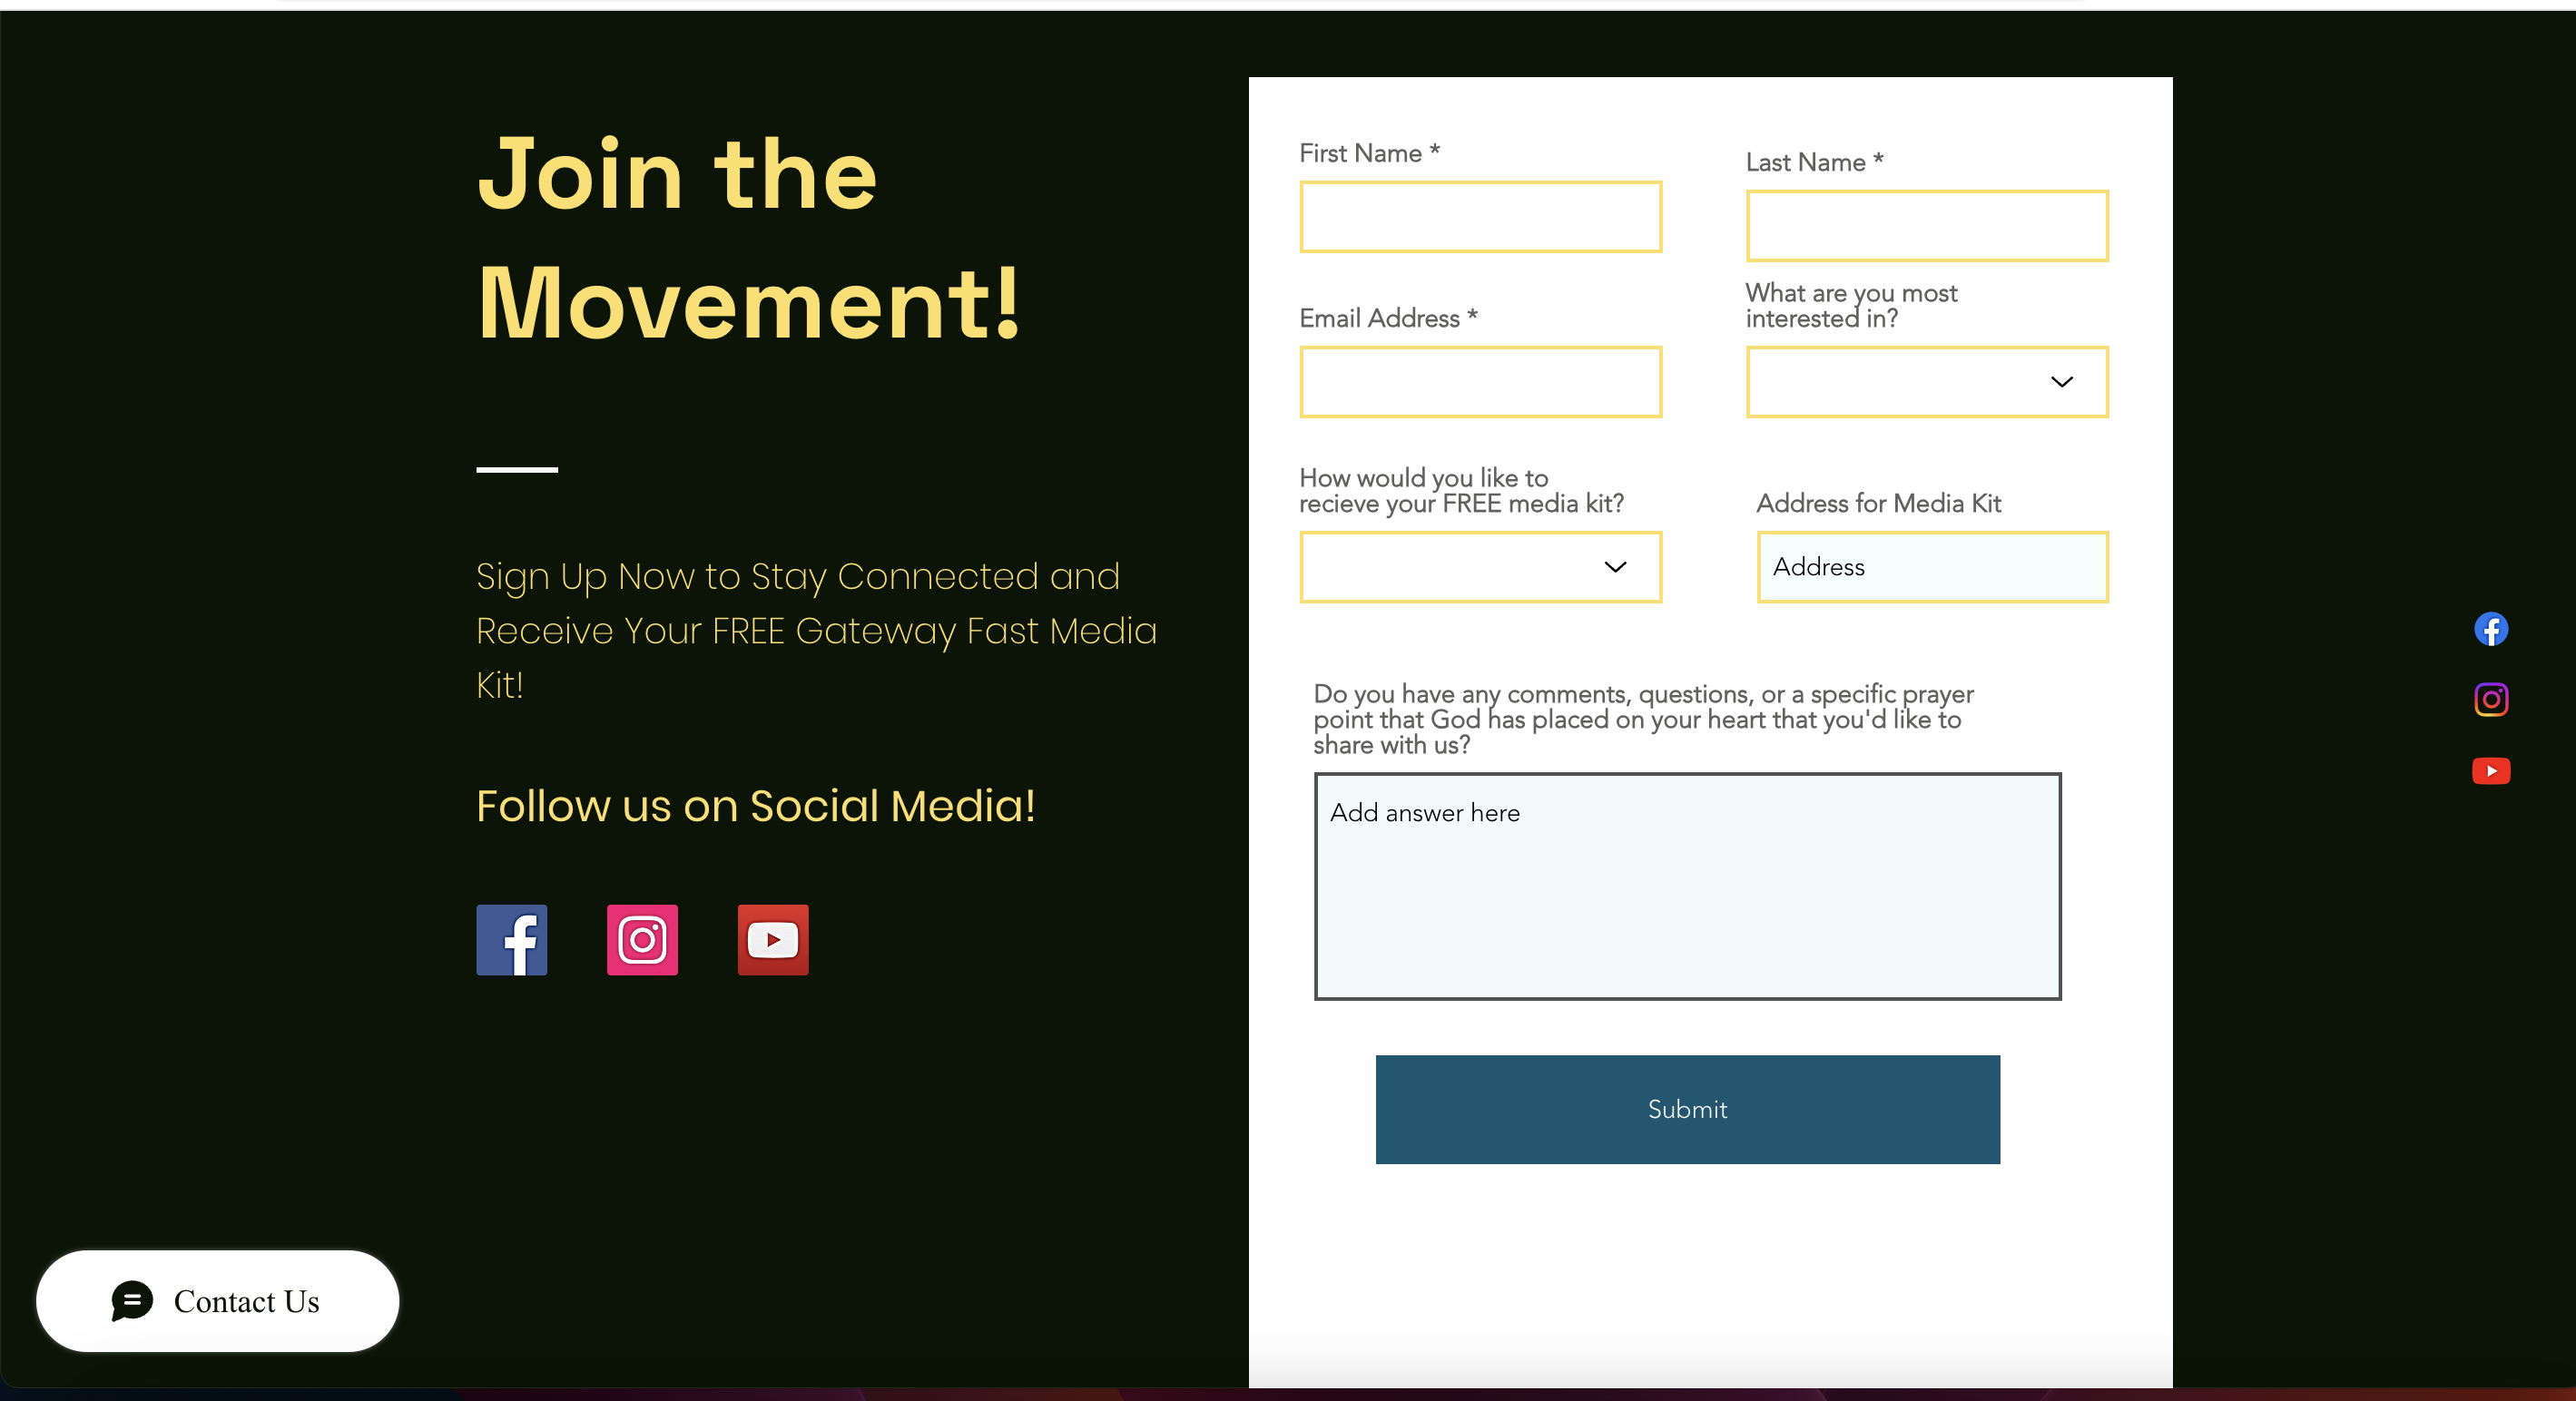 Join the
Movement!
Sign Up Now to Stay Connected and
Receive Your FREE Gateway Fast Media
Kit!
Follow us on Social Media!
First Name *
Last Name *
Email Address *
What are you most
interested in?
How would you like to
recieve your FREE media kit?
Address for Media Kit
Address
Do you have any comments, questions, or a specific prayer
point that God has placed on your heart that you'd like to
share with us?
Add answer here
Submit
Contact Us